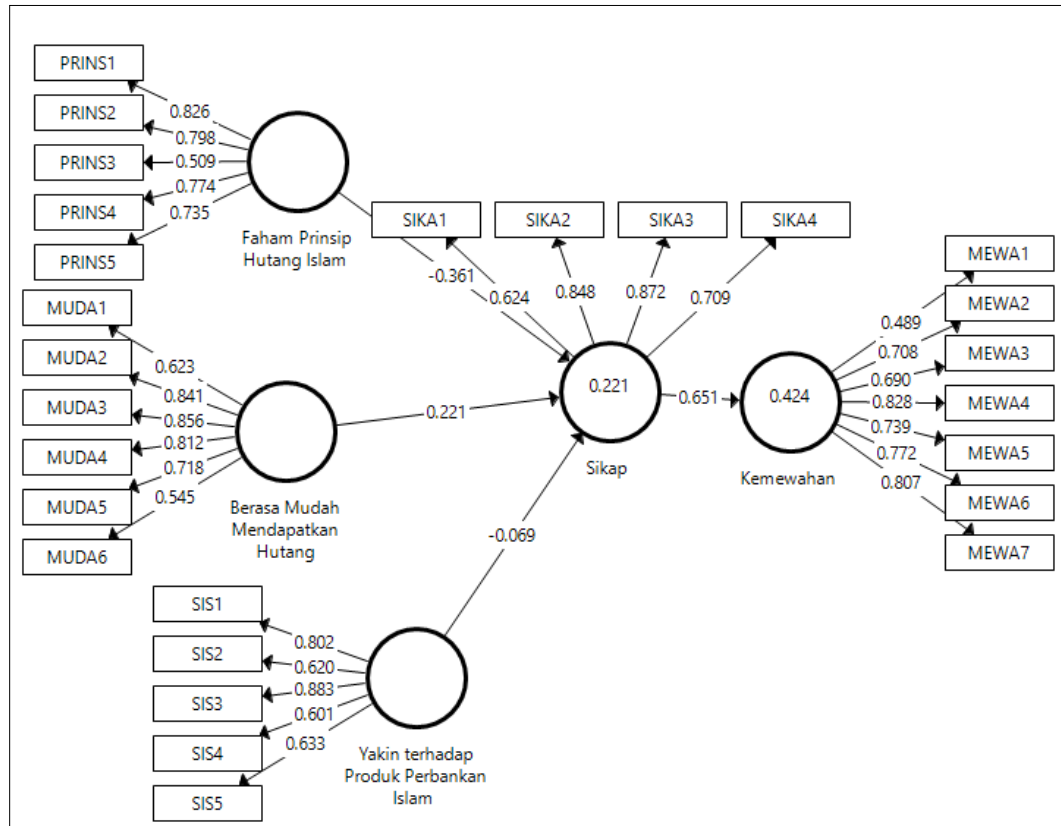 PRINS1
PRINS2
PRINS3
PRINS4
PRINS5
0.826
0.798
0.509
0.774
0.735
Faham Prinsip
Hutang Islam
-0.361
MUDA1
MUDA2
MUDA3
MUDA4
MUDA5
MUDA6
0.623
0.841
0.856
0.812
0.718
0.545
Berasa Mudah
Mendapatkan
Hutang
0.221
SIS1
SIS2
SIS3
SIS4
SIS5
0.802
0.620
0.883
0.601
0.633
Yakin terhadap
Produk Perbankan
Islam
-0.069
SIKA1
SIKA2
SIKA3
SIKA4
0.624
0.848
0.872
0.709
0.221
Sikap
0.651
0.424
Kemewahan
0.489
0.708
0.690
0.828
0.739
0.772
0.807
MEWA1
MEWA2
MEWA3
MEWA4
MEWA5
MEWA6
MEWA7